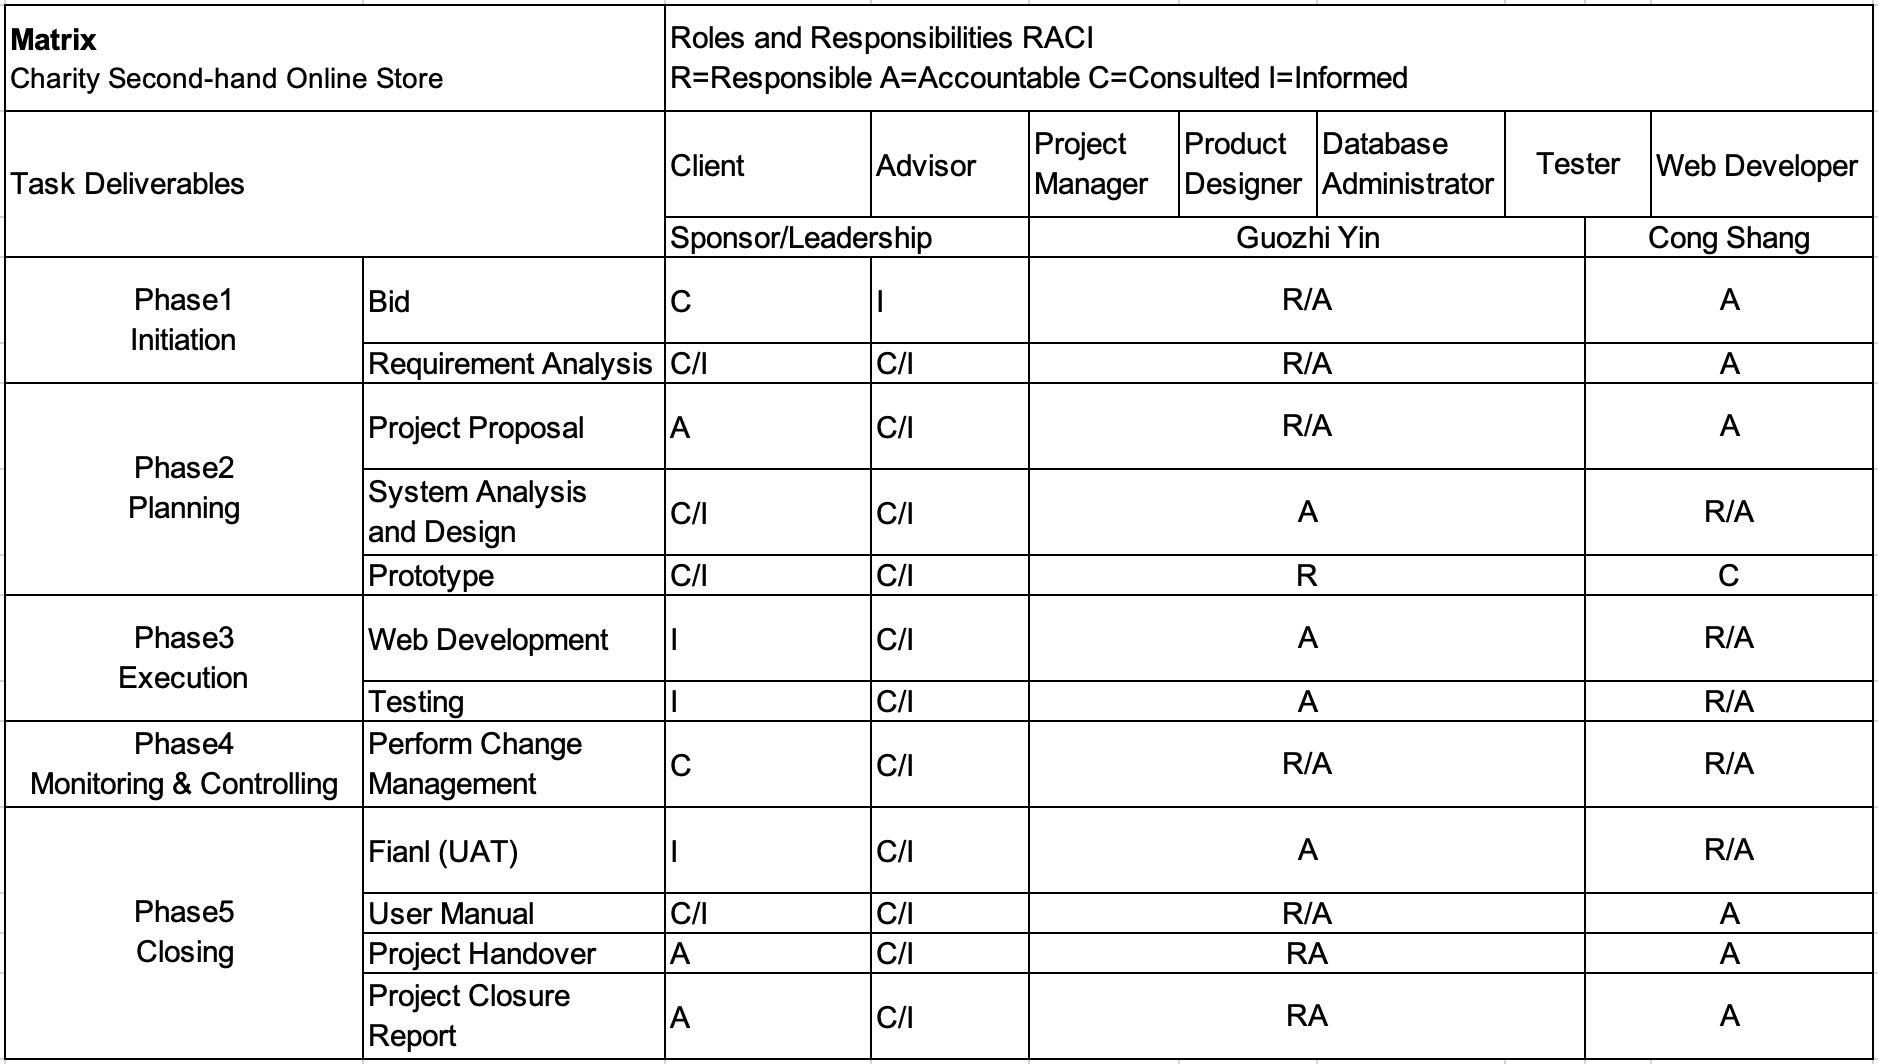 Matrix
Charity Second-hand Online Store
Roles and Responsibilities RACI
R=Responsible A=Accountable C=Consulted I=Informed
Task Deliverables
Client
Advisor
Project
Manager
Product
Designer
Database
Administrator
Tester
Web Developer
Sponsor/Leadership
Guozhi Yin
Cong Shang
Phase1
Initiation
Bid
C
I
R/A
A
Requirement Analysis
C/I
C/I
R/A
A
Phase2
Planning
Project Proposal
A
C/I
R/A
A
System Analysis
and Design
C/I
C/I
A
R/A
Prototype
C/I
C/I
R
C
Phase3
Execution
Web Development
I
C/I
A
R/A
Testing
I
C/I
A
R/A
Phase4
Monitoring & Controlling
Perform Change
Management
C
C/I
R/A
R/A
Phase5
Closing
Fianl (UAT)
I
C/I
A
R/A
User Manual
C/I
C/I
R/A
A
Project Handover
A
C/I
RA
A
Project Closure
Report
A
C/I
RA
A